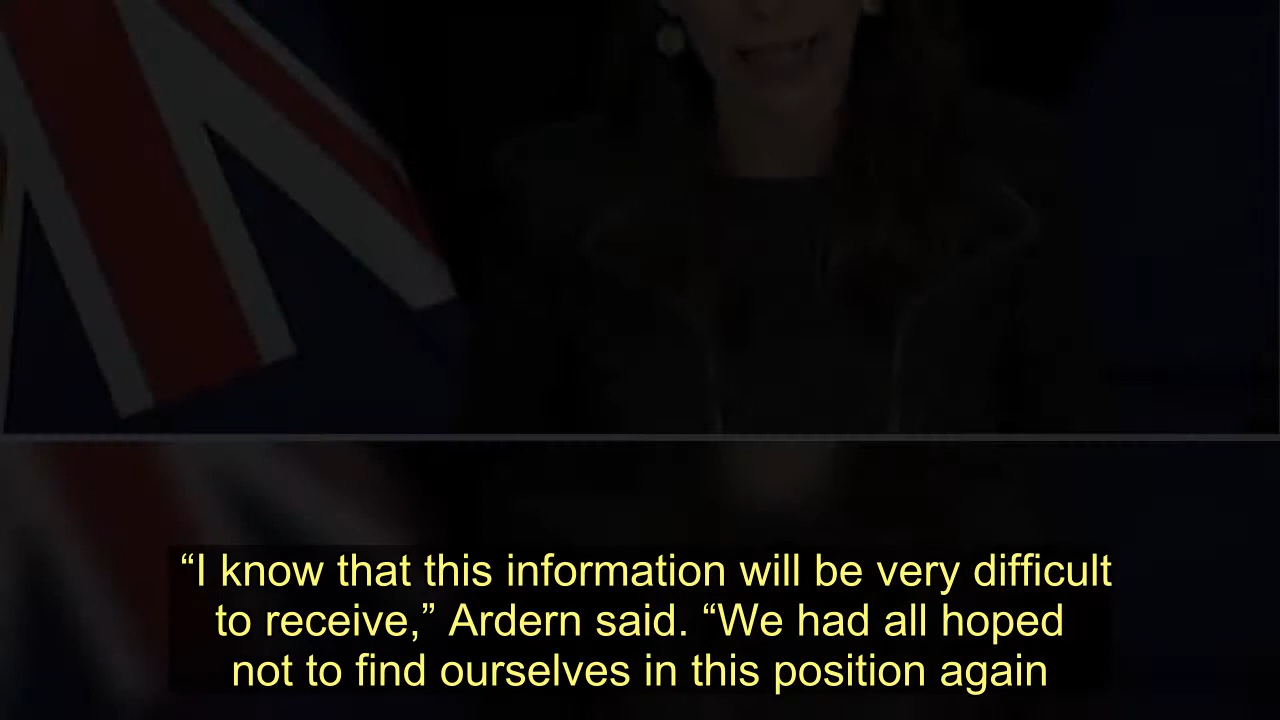 “I know that this information will be very difficult
to receive,” Ardern said. “We had all hoped
not to find ourselves in this position again